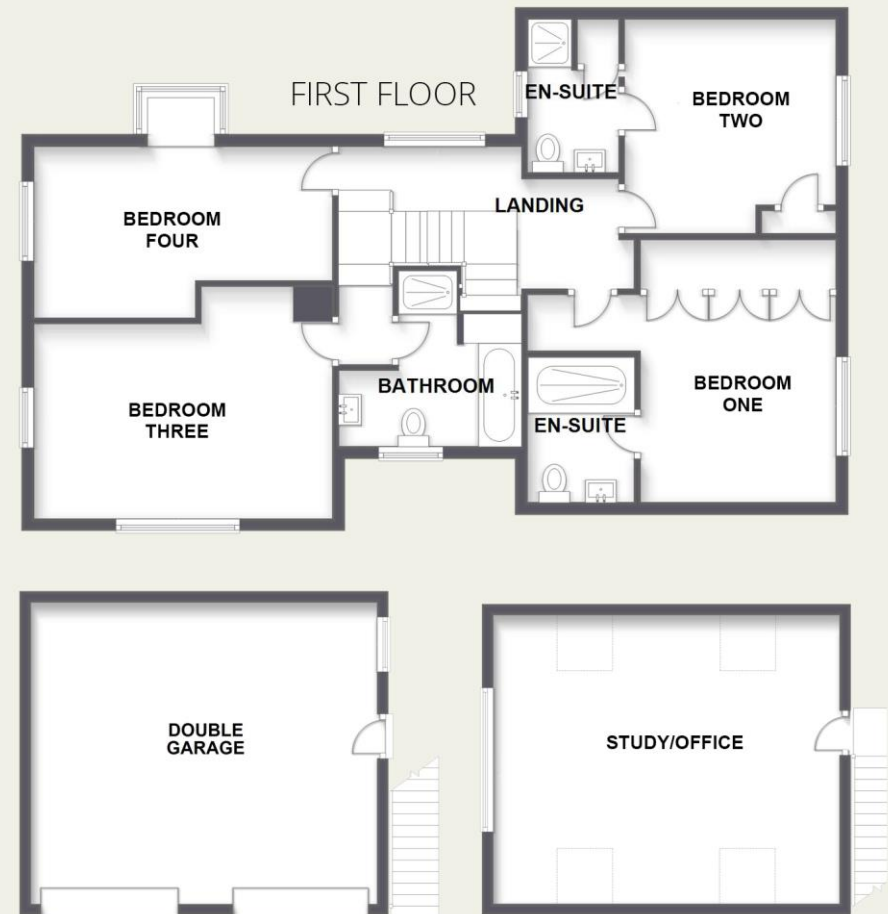 FIRST FLOOR
EN-SUITE
BEDROOM
TWO
LANDING
BEDROOM
FOUR
BATHROOM
BEDROOM
THREE
BEDROOM
ONE
EN-SUITE
DOUBLE
GARAGE
STUDY/OFFICE